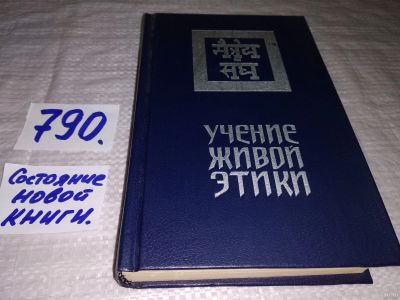 790.
Состояние
новой
книги.
मैत्रेय
संघ
УЧЕНИЕ
ЖИВОЙ
ЭТИКИ